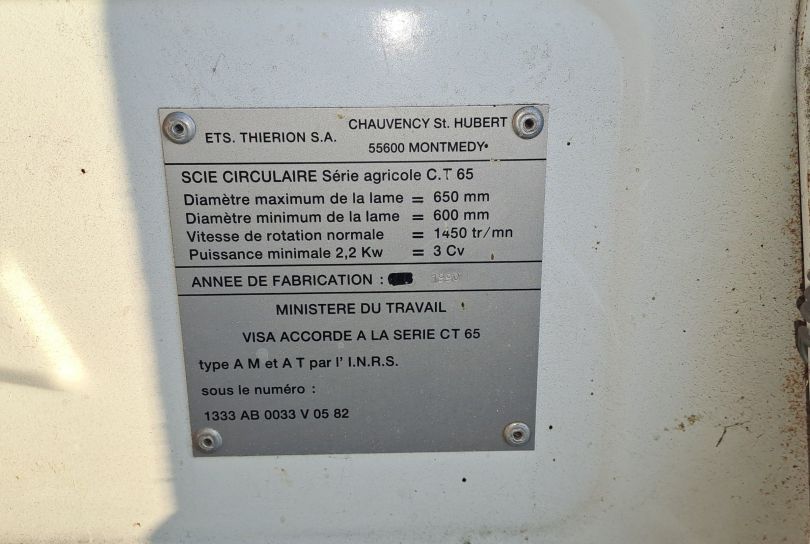 ETS. THIERION S.A. CHAUVENCY St. HUBERT
55600 MONTMEDY
SCIE CIRCULAIRE Série agricole C.T 65
Diamètre maximum de la lame = 650 mm
Diamètre minimum de la lame = 600 mm
Vitesse de rotation normale = 1450 tr/mn
Puissance minimale 2,2 Kw = 3 Cv
ANNEE DE FABRICATION :
MINISTERE DU TRAVAIL
VISA ACCORDE A LA SERIE CT 65
type A M et A T par l' I.N.R.S.
sous le numéro :
1333 AB 0033 V 05 82